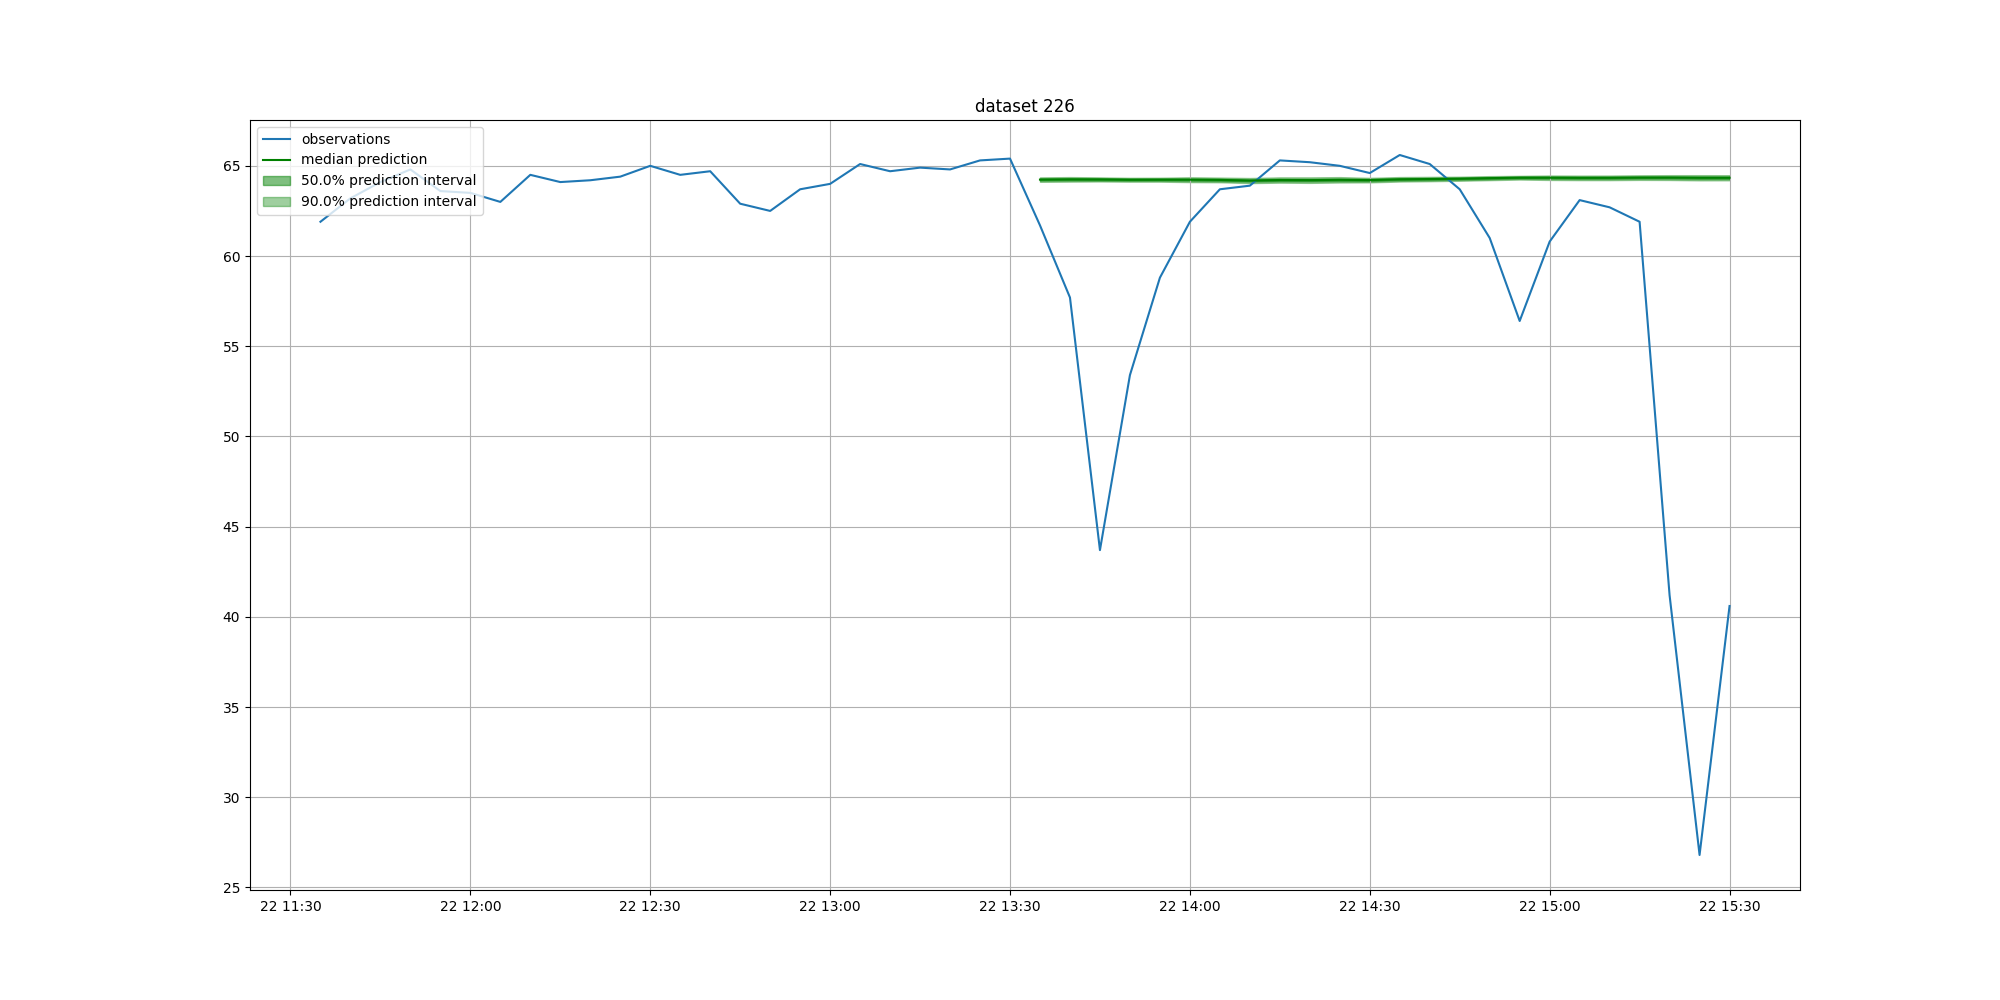 dataset 226
observations
median prediction
50.0% prediction interval
90.0% prediction interval
65
60
55
50
45
40
35
30
25
22 11:30 22 12:00 22 12:30 22 13:00 22 13:30 22 14:00 22 14:30 22 15:00 22 15:30